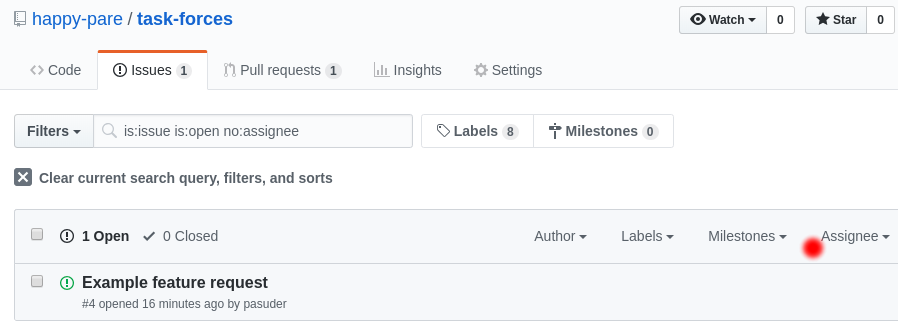 happy-pare / task-forces
Watch 0 Star 0
Code Issues 1 Pull requests 1 Insights Settings
Filters is:issue is:open no:assignee Labels 8 Milestones 0
Clear current search query, filters, and sorts
1 Open 0 Closed Author Labels Milestones Assignee
Example feature request
#4 opened 16 minutes ago by pasuder